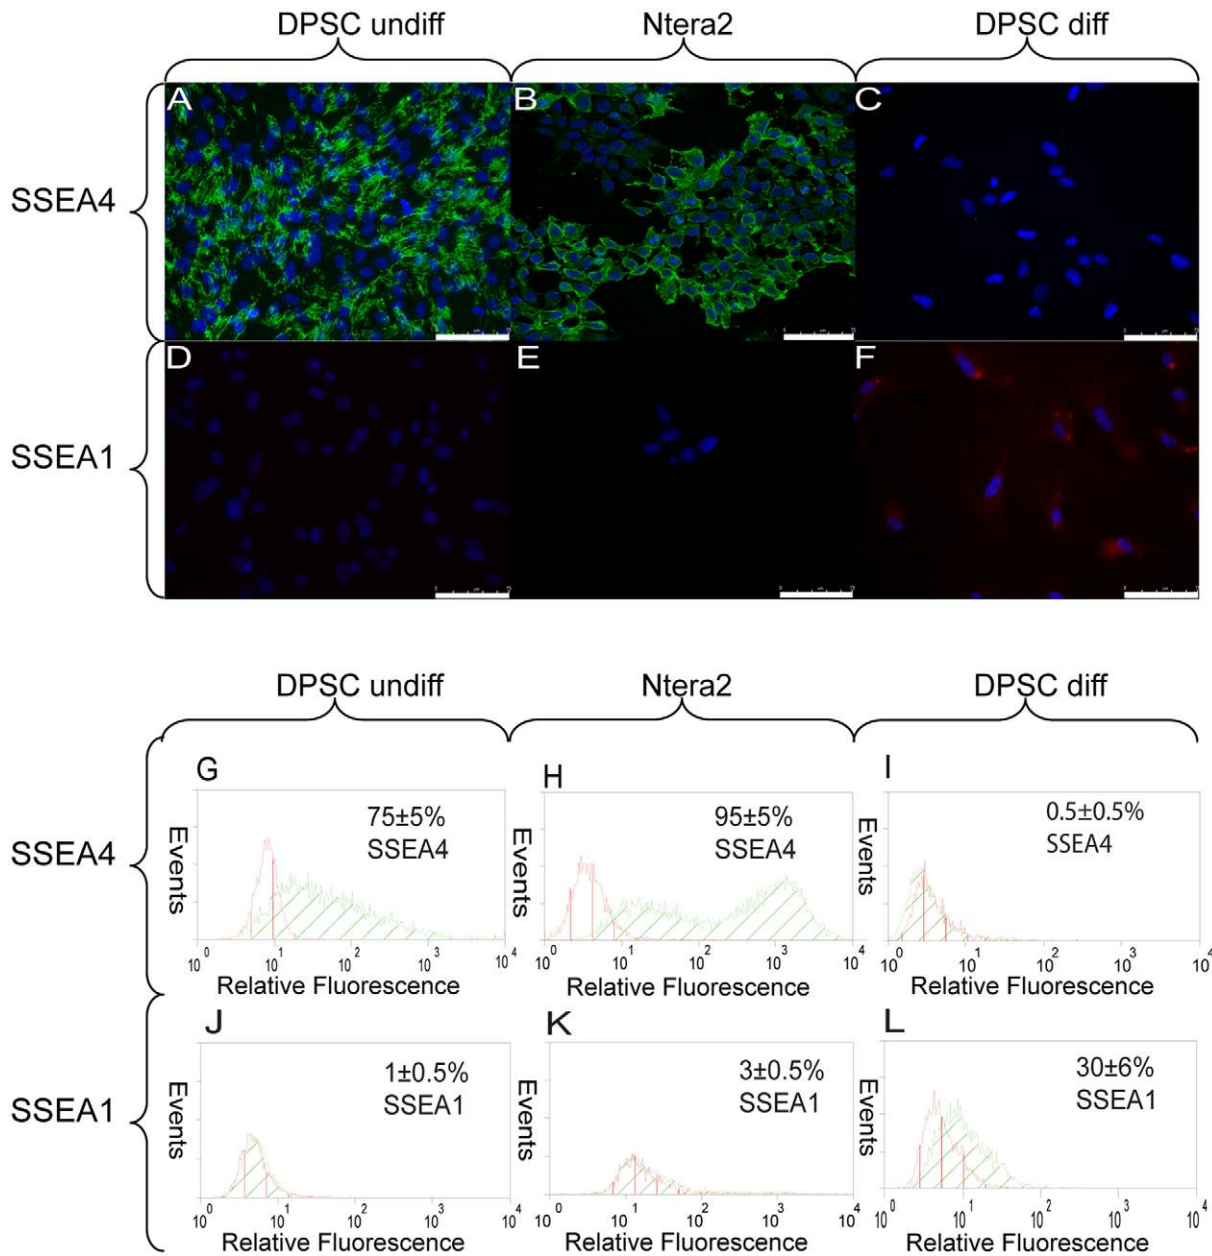 DPSC undiff
Ntera2
DPSC diff
SSEA4
A
B
C
SSEA1
D
E
F
DPSC undiff
Ntera2
DPSC diff
SSEA4
G
75±5%
SSEA4
Events
10^0 10^1 10^2 10^3 10^4
Relative Fluorescence
H
95±5%
SSEA4
Events
10^0 10^1 10^2 10^3 10^4
Relative Fluorescence
I
0.5±0.5%
SSEA4
Events
10^0 10^1 10^2 10^3 10^4
Relative Fluorescence
SSEA1
J
1±0.5%
SSEA1
Events
10^0 10^1 10^2 10^3 10^4
Relative Fluorescence
K
3±0.5%
SSEA1
Events
10^0 10^1 10^2 10^3 10^4
Relative Fluorescence
L
30±6%
SSEA1
Events
10^0 10^1 10^2 10^3 10^4
Relative Fluorescence